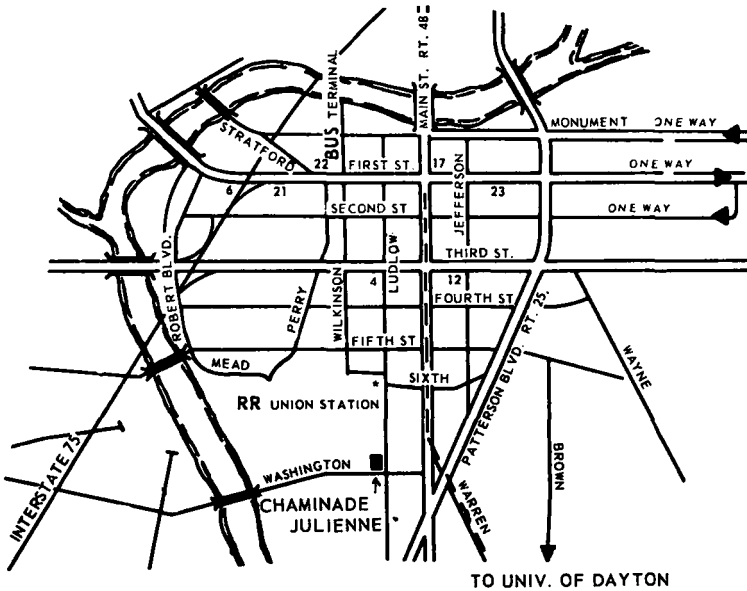 MAIN ST. RT. 48
BUS TERMINAL
STRATFORD
MONUMENT ONE WAY
22 FIRST ST. 17
ONE WAY
6 21 23
SECOND ST
JEFFERSON
ONE WAY
ROBERT BLVD.
THIRD ST.
WILKINSON
LUDLOW
4 12
PERRY
FOURTH ST
FIFTH ST
MEAD
SIXTH
PATTERSON BLVD. RT. 25.
WAYNE
*
RR UNION STATION
INTERSTATE 75
WASHINGTON
WARREN
BROWN
CHAMINADE
JULIENNE
TO UNIV. OF DAYTON